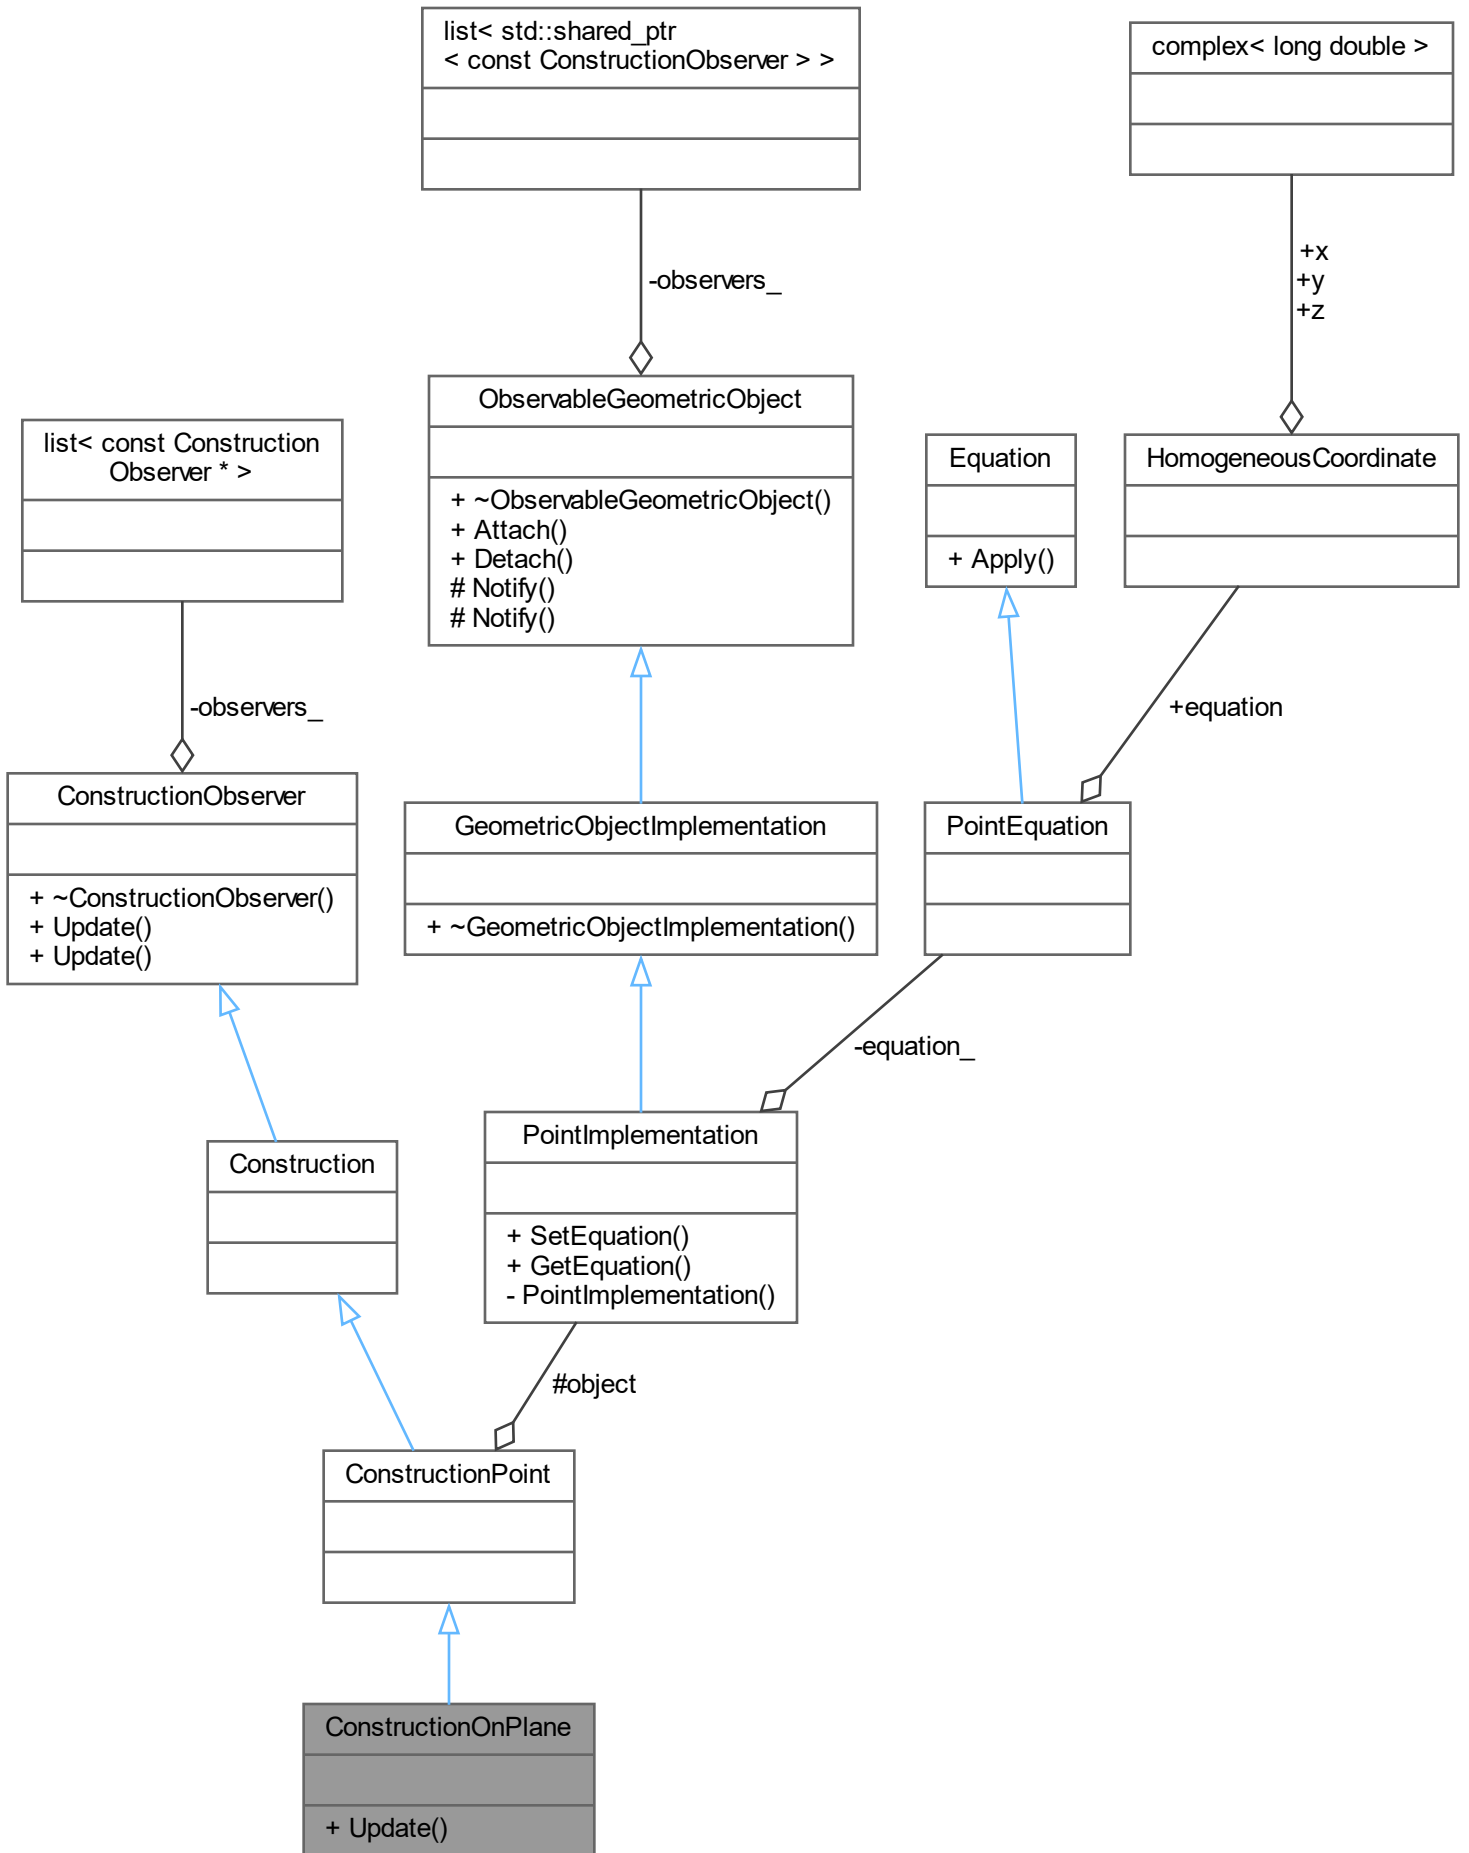 list< std::shared_ptr
< const ConstructionObserver > >
complex< long double >
+x
+y
+z
-observers_
ObservableGeometricObject
+ ~ObservableGeometricObject()
+ Attach()
+ Detach()
# Notify()
# Notify()
list< const Construction
Observer * >
Equation
+ Apply()
HomogeneousCoordinate
-observers_
+equation
ConstructionObserver
+ ~ConstructionObserver()
+ Update()
+ Update()
GeometricObjectImplementation
+ ~GeometricObjectImplementation()
PointEquation
-equation_
Construction
PointImplementation
+ SetEquation()
+ GetEquation()
- PointImplementation()
#object
ConstructionPoint
ConstructionOnPlane
+ Update()